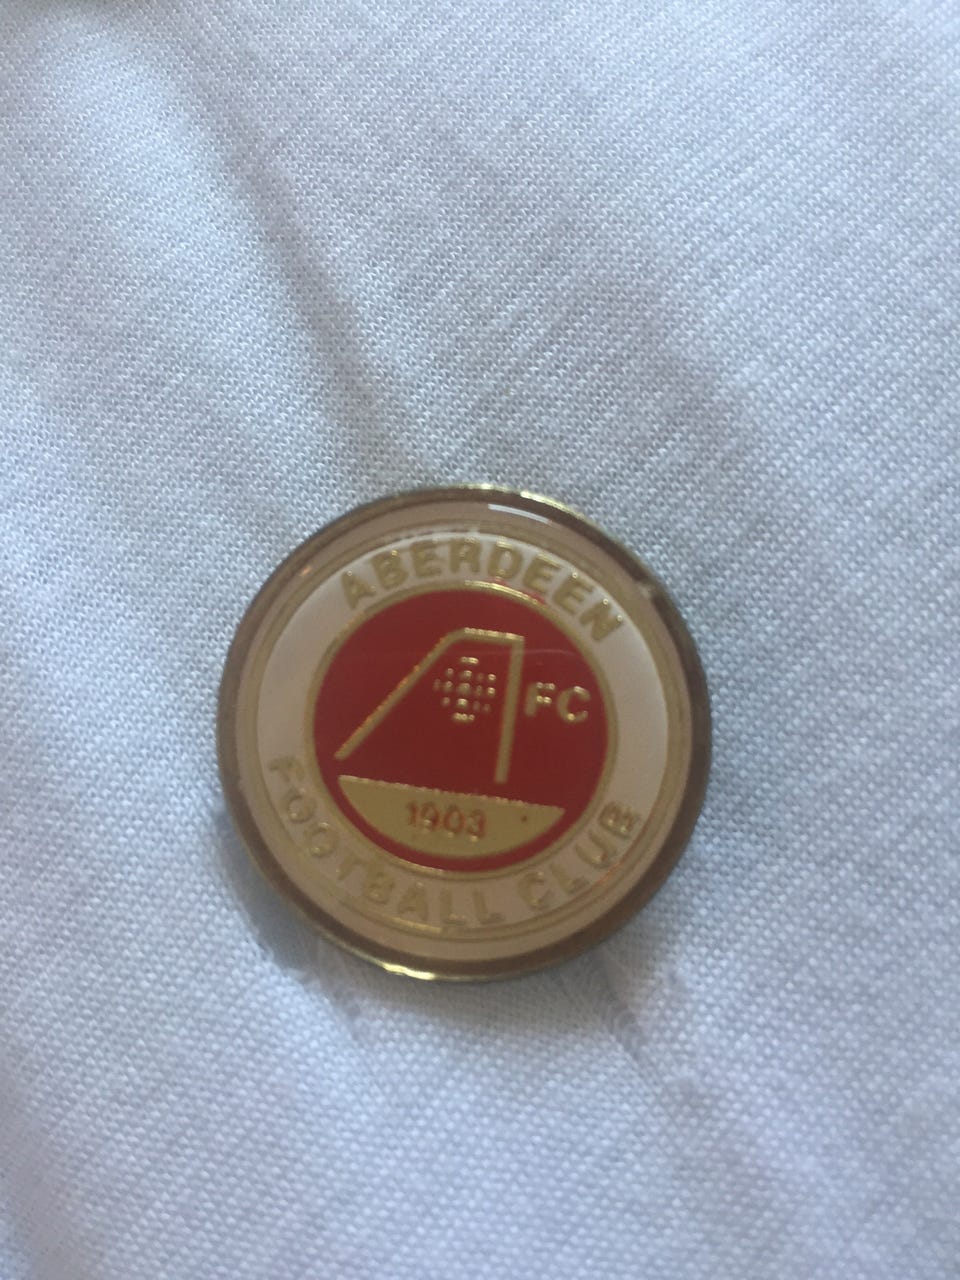 ABERDEEN
FC
1903
FOOTBALL CLUB